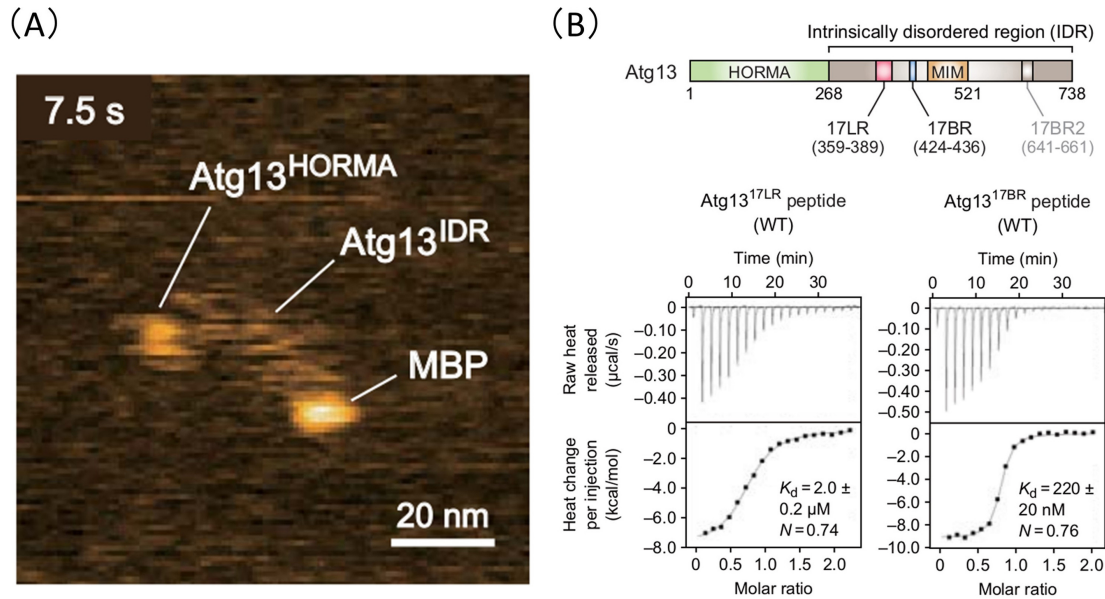 (A)
7.5 s
Atg13HORMA
Atg13IDR
MBP
20 nm
(B)
Intrinsically disordered region (IDR)
Atg13
HORMA
MIM
1
268
521
738
17LR
(359-389)
17BR
(424-436)
17BR2
(641-661)
Atg1317LR peptide
(WT)
Time (min)
0 10 20 30
Raw heat
released
(μcal/s)
0
−0.10
−0.20
−0.30
−0.40
Heat change
per injection
(kcal/mol)
0
−2.0
−4.0
−6.0
−8.0
Kd = 2.0 ±
0.2 μM
N = 0.74
0 0.5 1.0 1.5 2.0
Molar ratio
Atg1317BR peptide
(WT)
Time (min)
0 10 20 30
0
−0.10
−0.20
−0.30
−0.40
−0.50
0
−2.0
−4.0
−6.0
−8.0
−10.0
Kd = 220 ±
20 nM
N = 0.76
0 0.5 1.0 1.5 2.0
Molar ratio